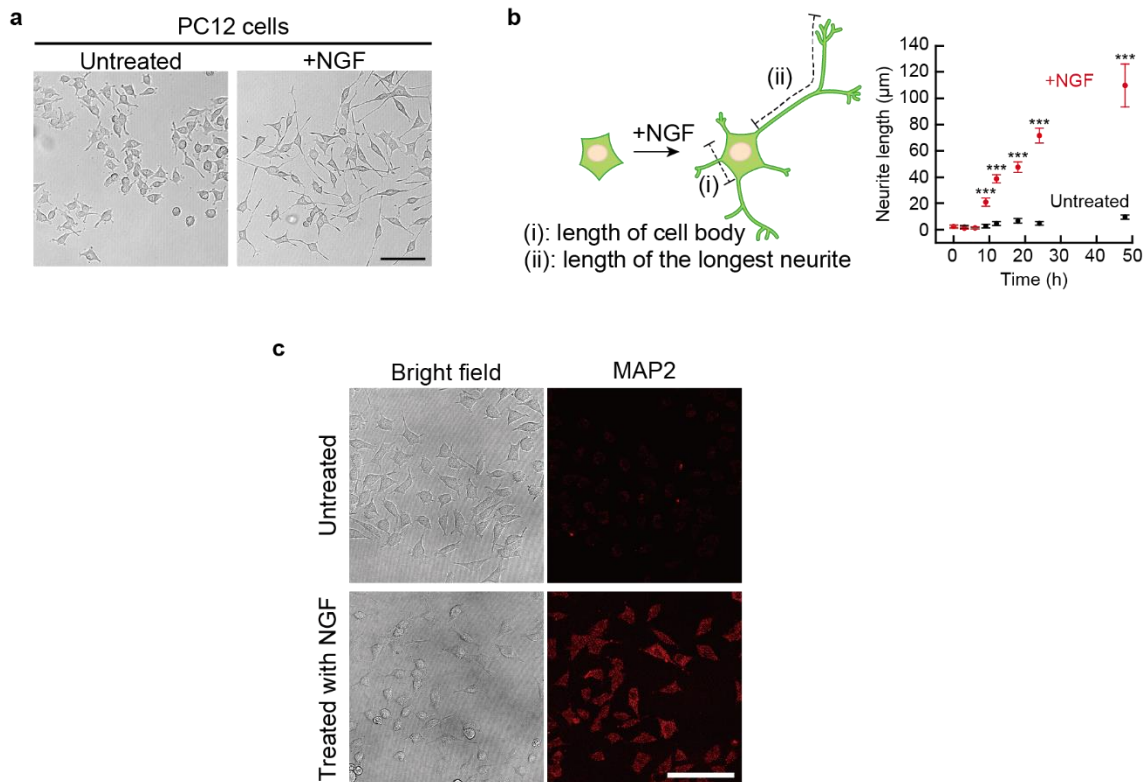 a
PC12 cells
Untreated
+NGF
b
+NGF
(i)
(ii)
(i): length of cell body
(ii): length of the longest neurite
Neurite length (µm)
140
120
100
80
60
40
20
0
+NGF
Untreated
***
***
***
***
***
0 10 20 30 40 50
Time (h)
c
Bright field
MAP2
Untreated
Treated with NGF